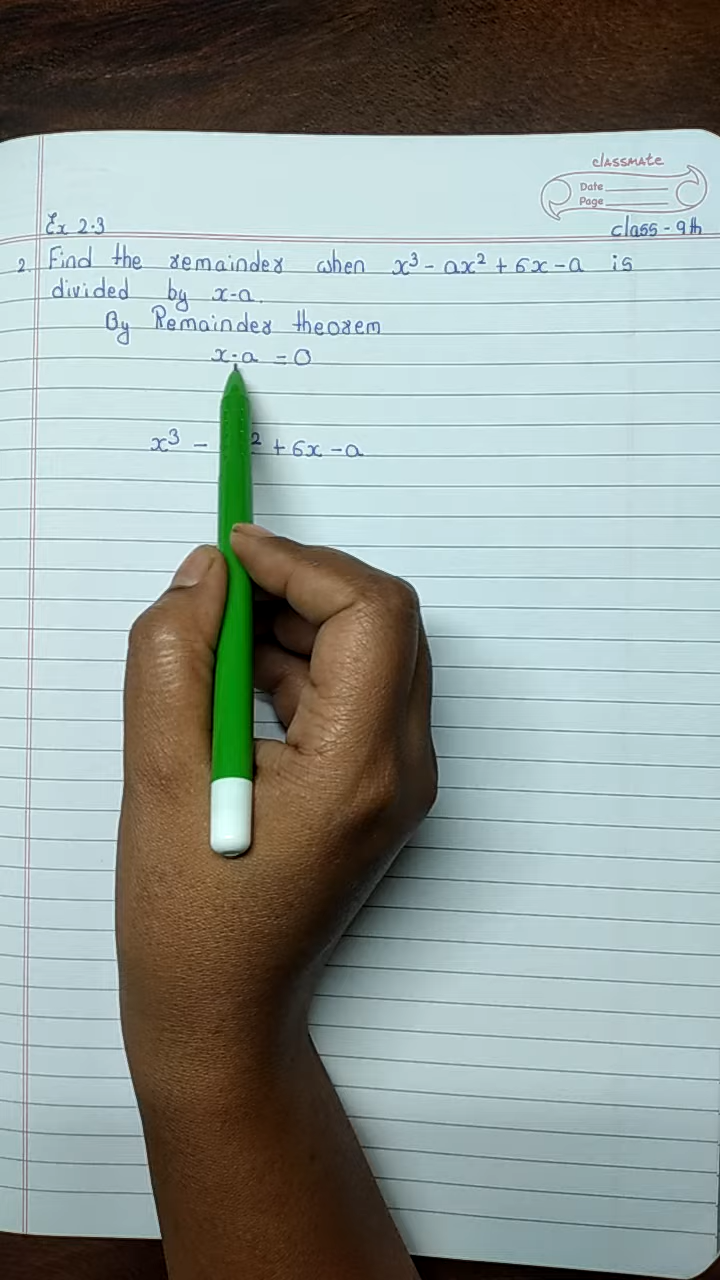 classmate
Date
Page
Ex 2.3
class - 9th
2. Find the remainder when x³ - ax² + 6x - a is
divided by x-a.
By Remainder theorem
x-a = 0
x³ - ² + 6x - a